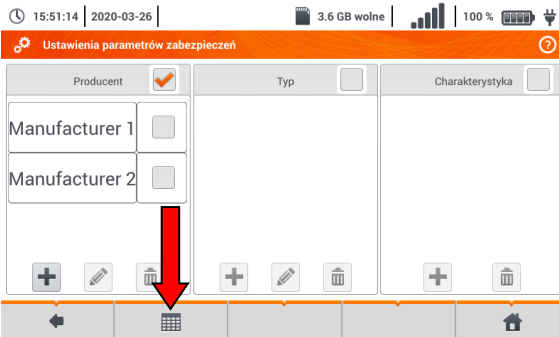 15:51:14 2020-03-26 3.6 GB wolne 100 %
Ustawienia parametrów zabezpieczeń ?
Producent Typ Charakterystyka
Manufacturer 1
Manufacturer 2